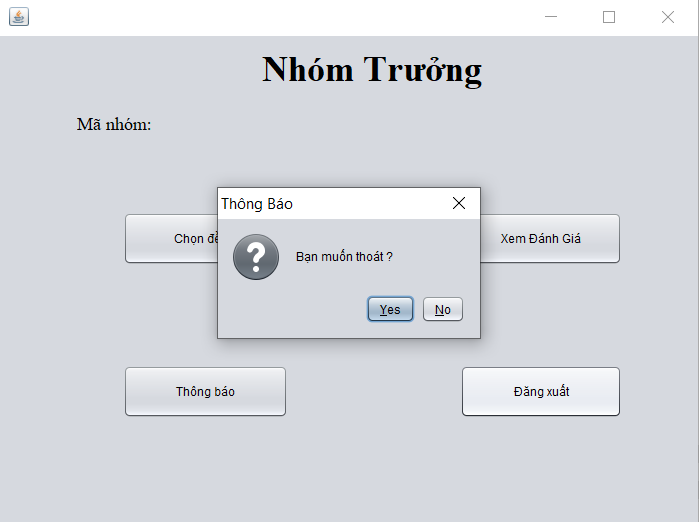 Nhóm Trưởng
Mã nhóm:
Thông Báo
Chọn đề
Bạn muốn thoát ?
Xem Đánh Giá
Yes
No
Thông báo
Đăng xuất